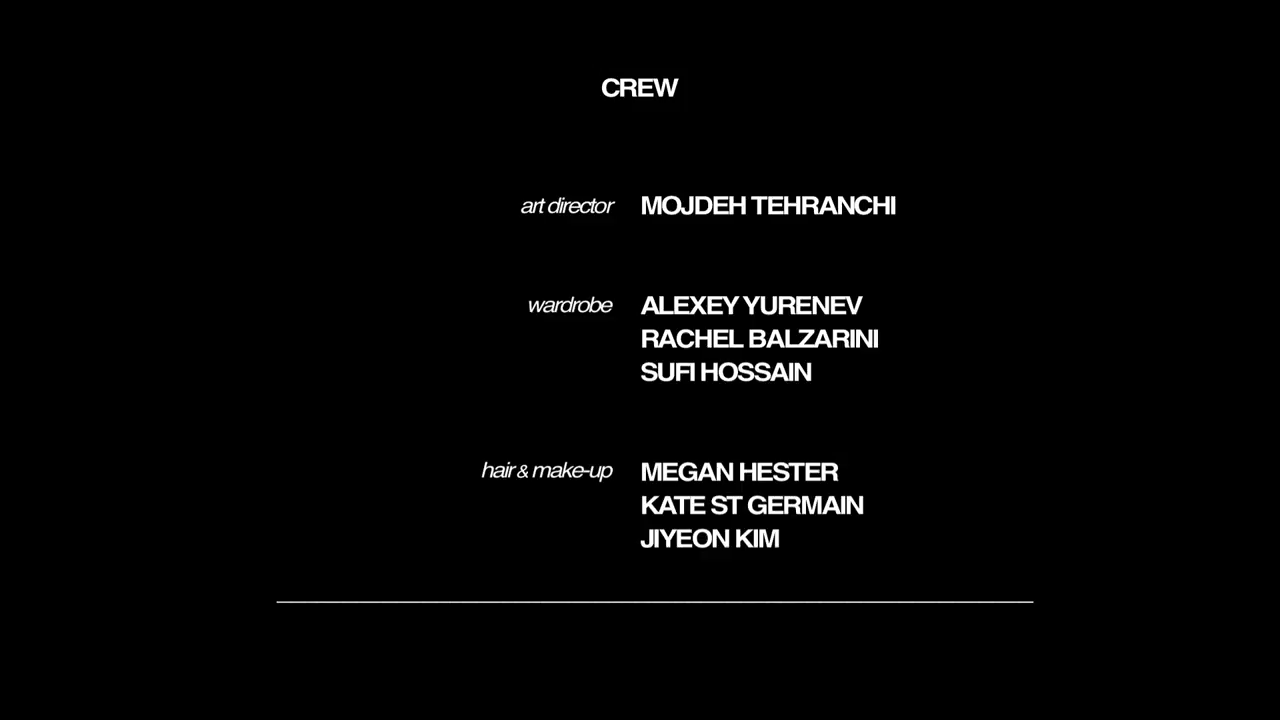 CREW
art director MOJDEH TEHRANCHI
wardrobe ALEXEY YURENEV
RACHEL BALZARINI
SUFI HOSSAIN
hair & make-up MEGAN HESTER
KATE ST GERMAIN
JIYEON KIM